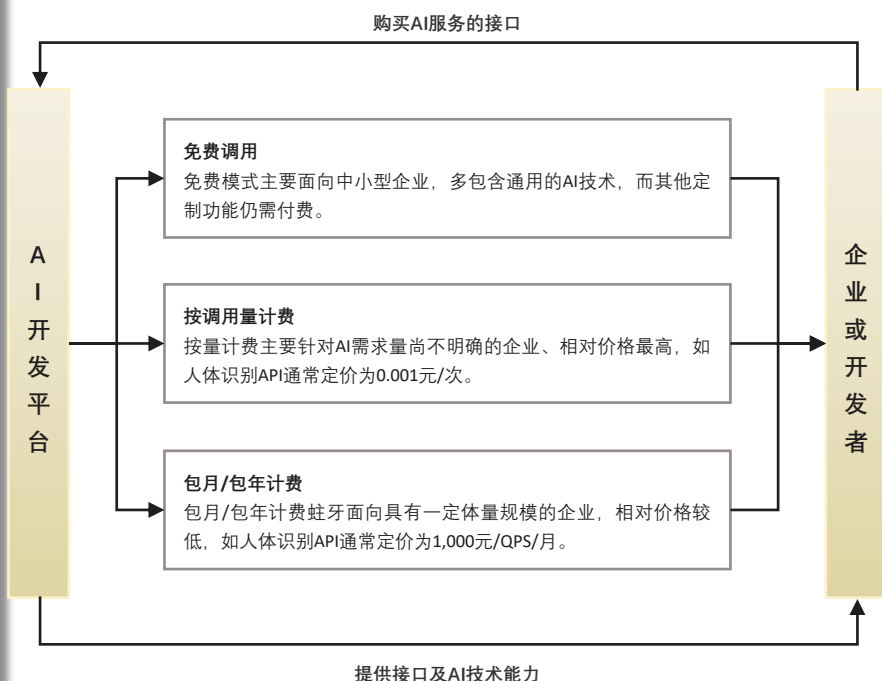 购买AI服务的接口
免费调用
免费模式主要面向中小型企业，多包含通用的AI技术，而其他定
制功能仍需付费。
AI开发平台
按调用量计费
按量计费主要针对AI需求量尚不明确的企业、相对价格最高，如
人体识别API通常定价为0.001元/次。
企业或开发者
包月/包年计费
包月/包年计费蛀牙面向具有一定体量规模的企业，相对价格较
低，如人体识别API通常定价为1,000元/QPS/月。
提供接口及AI技术能力